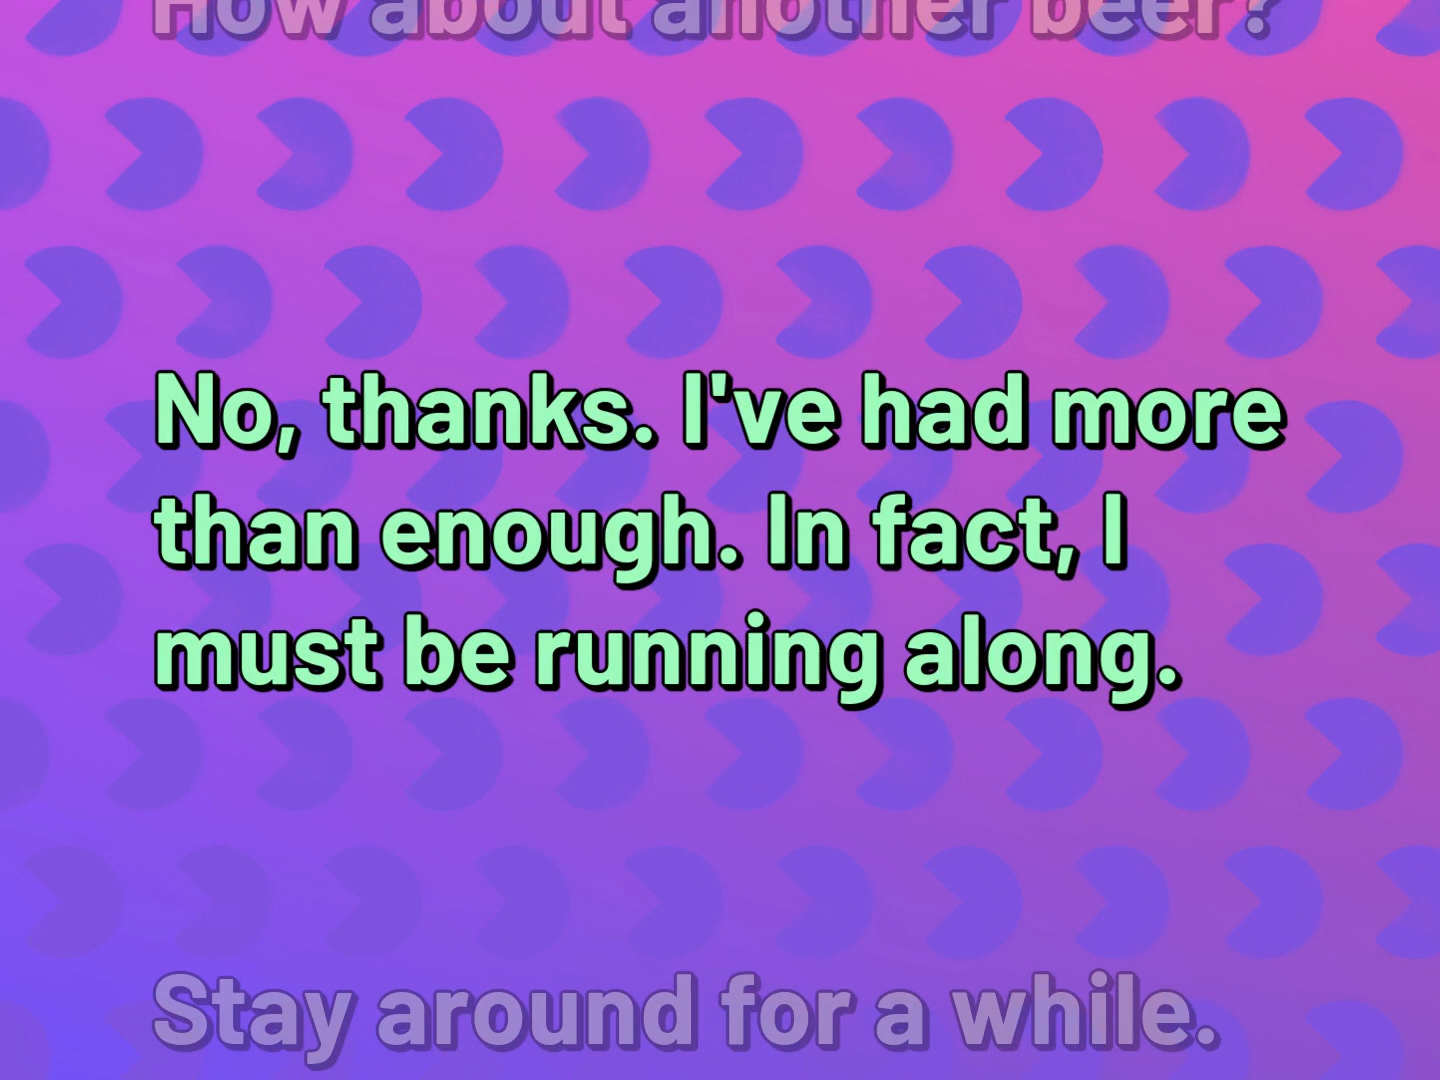 How about another beer?
No, thanks. I've had more
than enough. In fact, I
must be running along.
Stay around for a while.